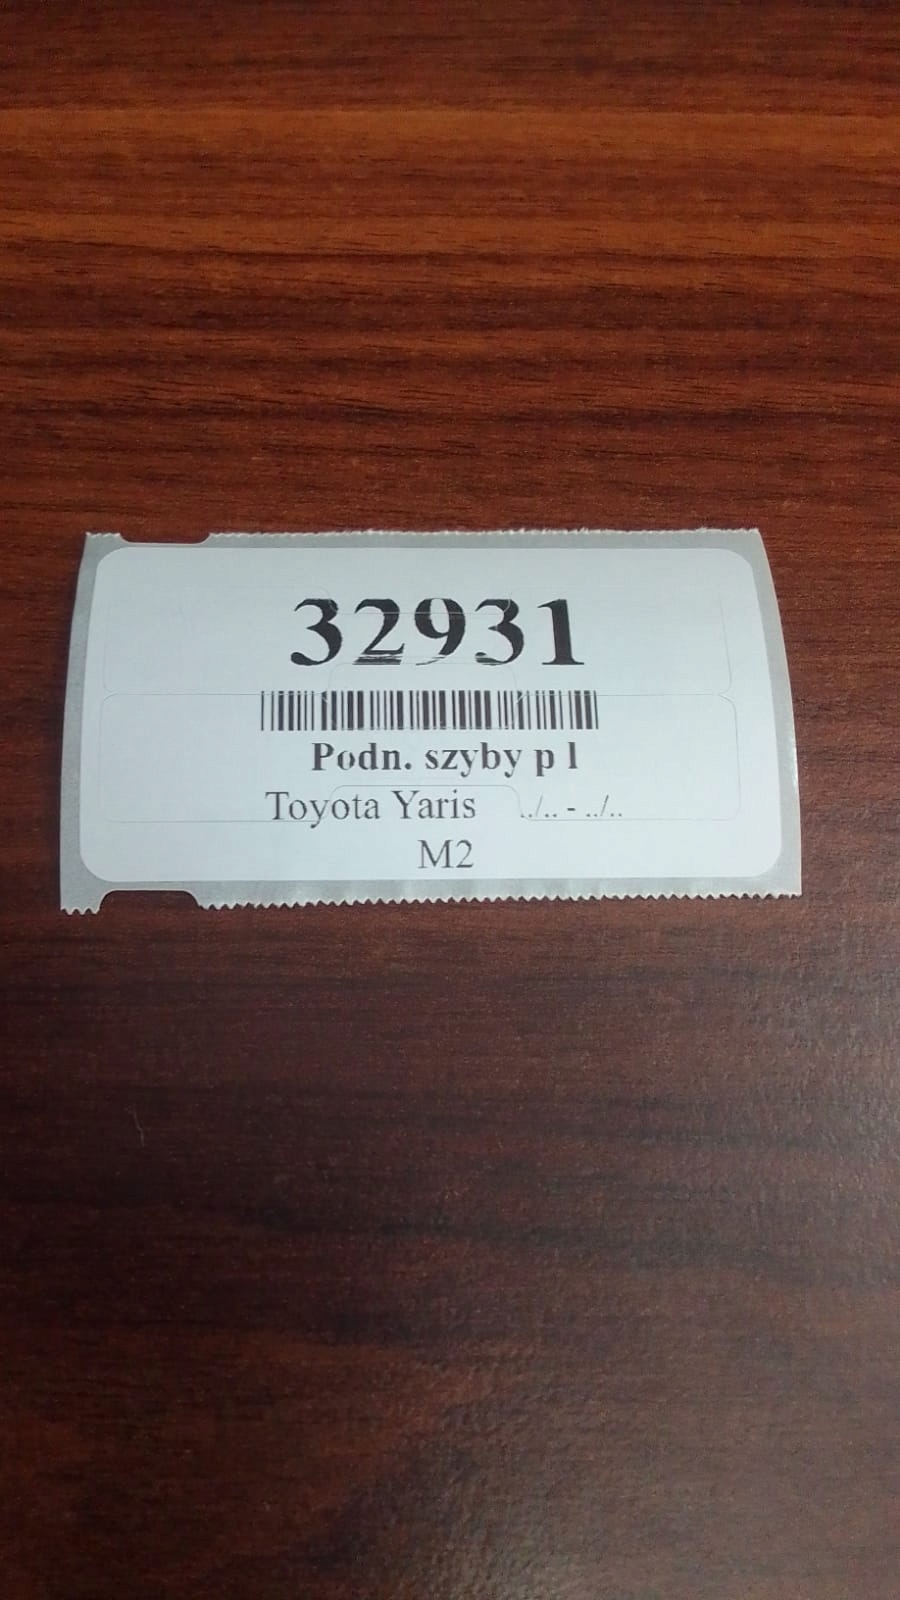 32931
Podn. szyby p l
Toyota Yaris ../.. - ../..
M2